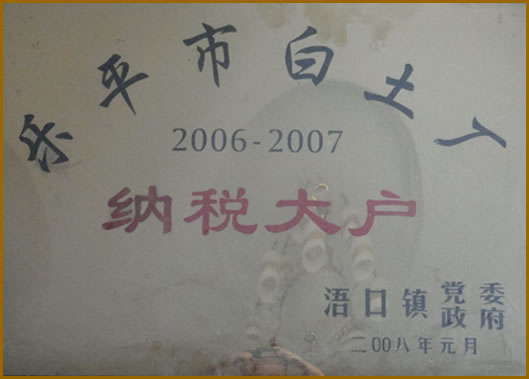 乐平市白土厂
2006-2007
纳税大户
浯口镇党委政府
二00八年元月